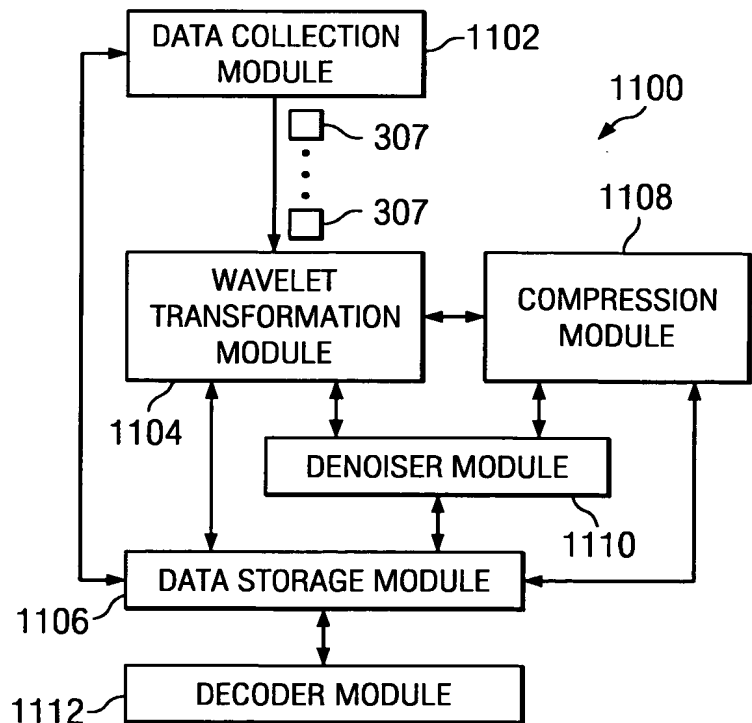 DATA COLLECTION
MODULE
1102
1100
307
307
1108
WAVELET
TRANSFORMATION
MODULE
COMPRESSION
MODULE
1104
DENOISER MODULE
1110
DATA STORAGE MODULE
1106
DECODER MODULE
1112